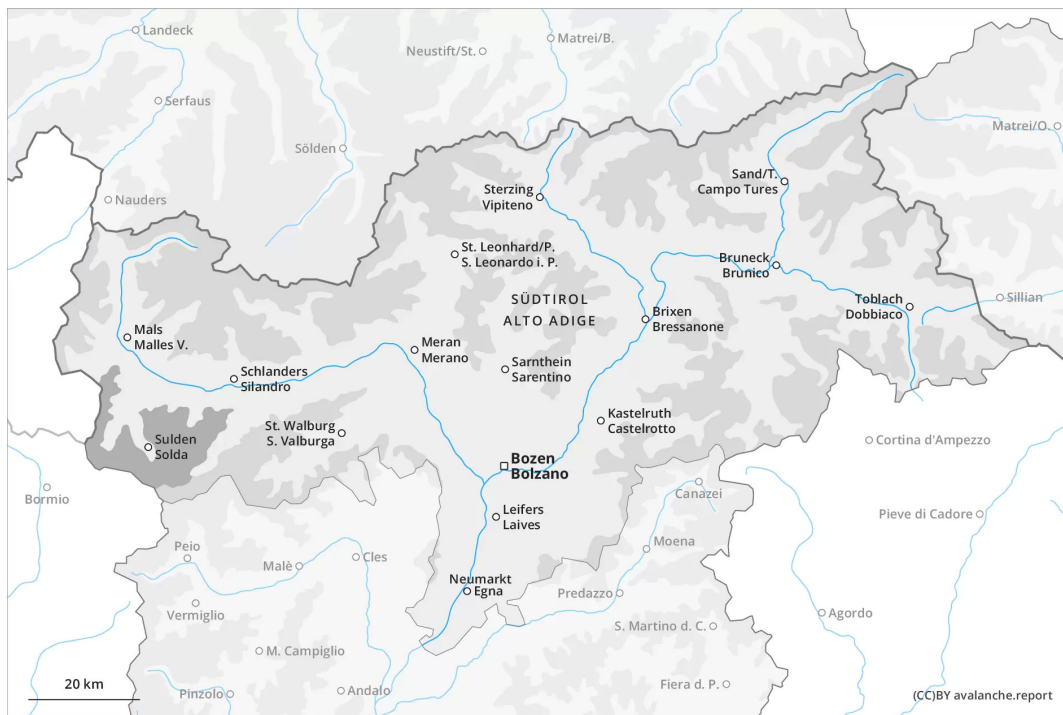 Landeck
Matrei/B.
Neustift/St.
Serfaus
Matrei/O.
Sölden
Sand/T.
Campo Tures
Sterzing
Vipiteno
Nauders
St. Leonhard/P.
S. Leonardo i. P.
Bruneck
Brunico
SÜDTIROL
ALTO ADIGE
Toblach
Dobbiaco
Sillian
Brixen
Bressanone
Mals
Malles V.
Meran
Merano
Sarnthein
Sarentino
Schlanders
Silandro
Kastelruth
Castelrotto
St. Walburg
S. Valburga
Sulden
Solda
Cortina d'Ampezzo
Bozen
Bolzano
Bormio
Canazei
Leifers
Laives
Pieve di Cadore
Moena
Peio
Malè
Cles
Neumarkt
Egna
Predazzo
Vermiglio
Agordo
S. Martino d. C.
M. Campiglio
20 km
Pinzolo
Andalo
Fiera d. P.
(CC)BY avalanche.report